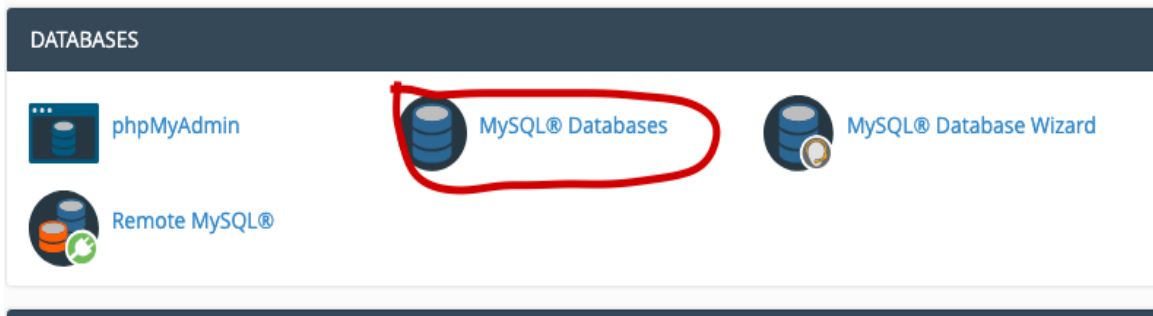 DATABASES
phpMyAdmin
MySQL® Databases
MySQL® Database Wizard
Remote MySQL®